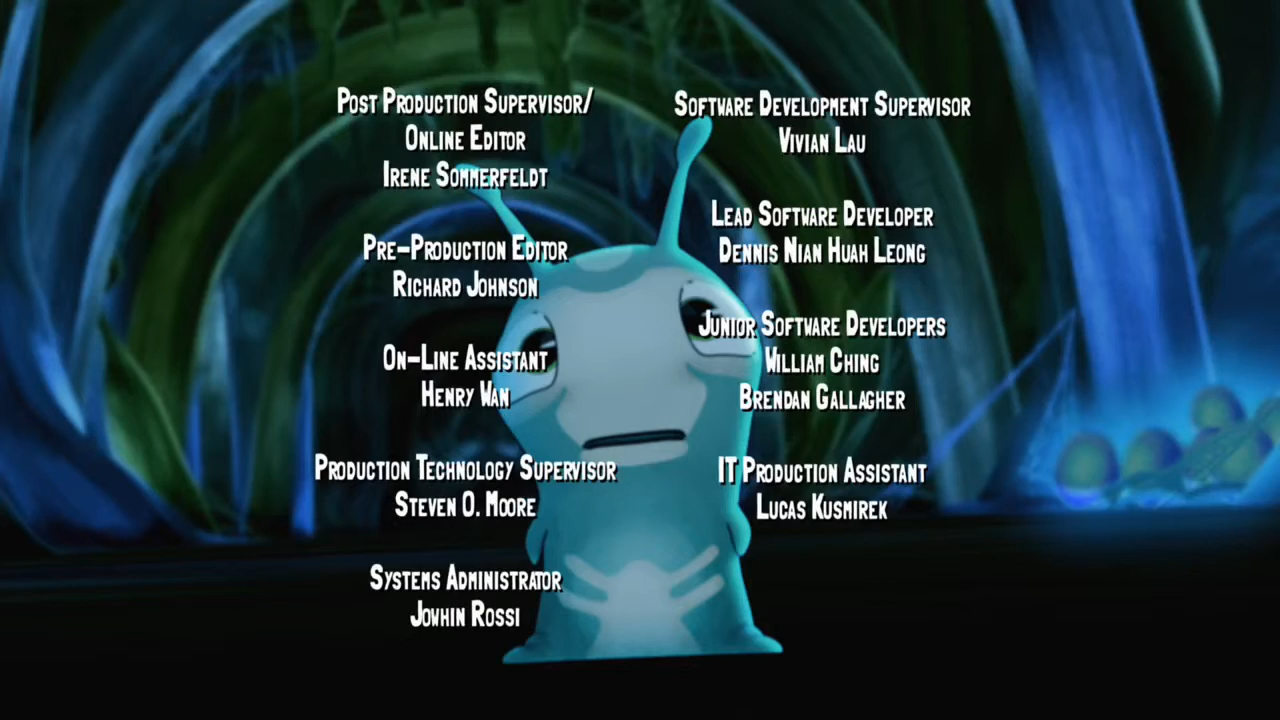 Post Production Supervisor/
Online Editor
Irene Sommerfeldt
Pre-Production Editor
Richard Johnson
On-Line Assistant
Henry Wan
Production Technology Supervisor
Steven O. Moore
Systems Administrator
Jowhin Rossi
Software Development Supervisor
Vivian Lau
Lead Software Developer
Dennis Nian Huah Leong
Junior Software Developers
William Ching
Brendan Gallagher
IT Production Assistant
Lucas Kusmirek